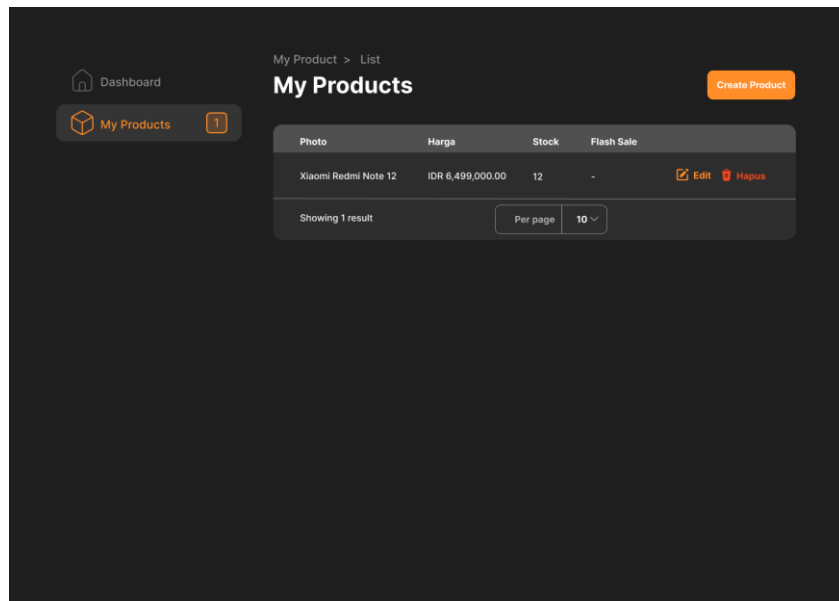 Dashboard
My Products 1
My Product > List
My Products
Create Product
Photo Harga Stock Flash Sale
Xiaomi Redmi Note 12 IDR 6,499,000.00 12 - Edit Hapus
Showing 1 result Per page 10